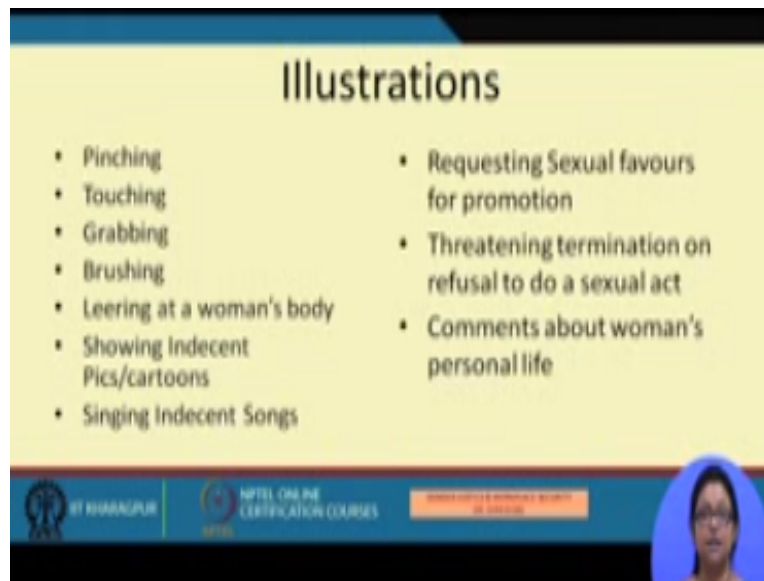 Illustrations
• Pinching
• Touching
• Grabbing
• Brushing
• Leering at a woman's body
• Showing Indecent
Pics/cartoons
• Singing Indecent Songs
• Requesting Sexual favours
for promotion
• Threatening termination on
refusal to do a sexual act
• Comments about woman's
personal life
IIT KHARAGPUR
NPTEL ONLINE
CERTIFICATION COURSES
NPTEL